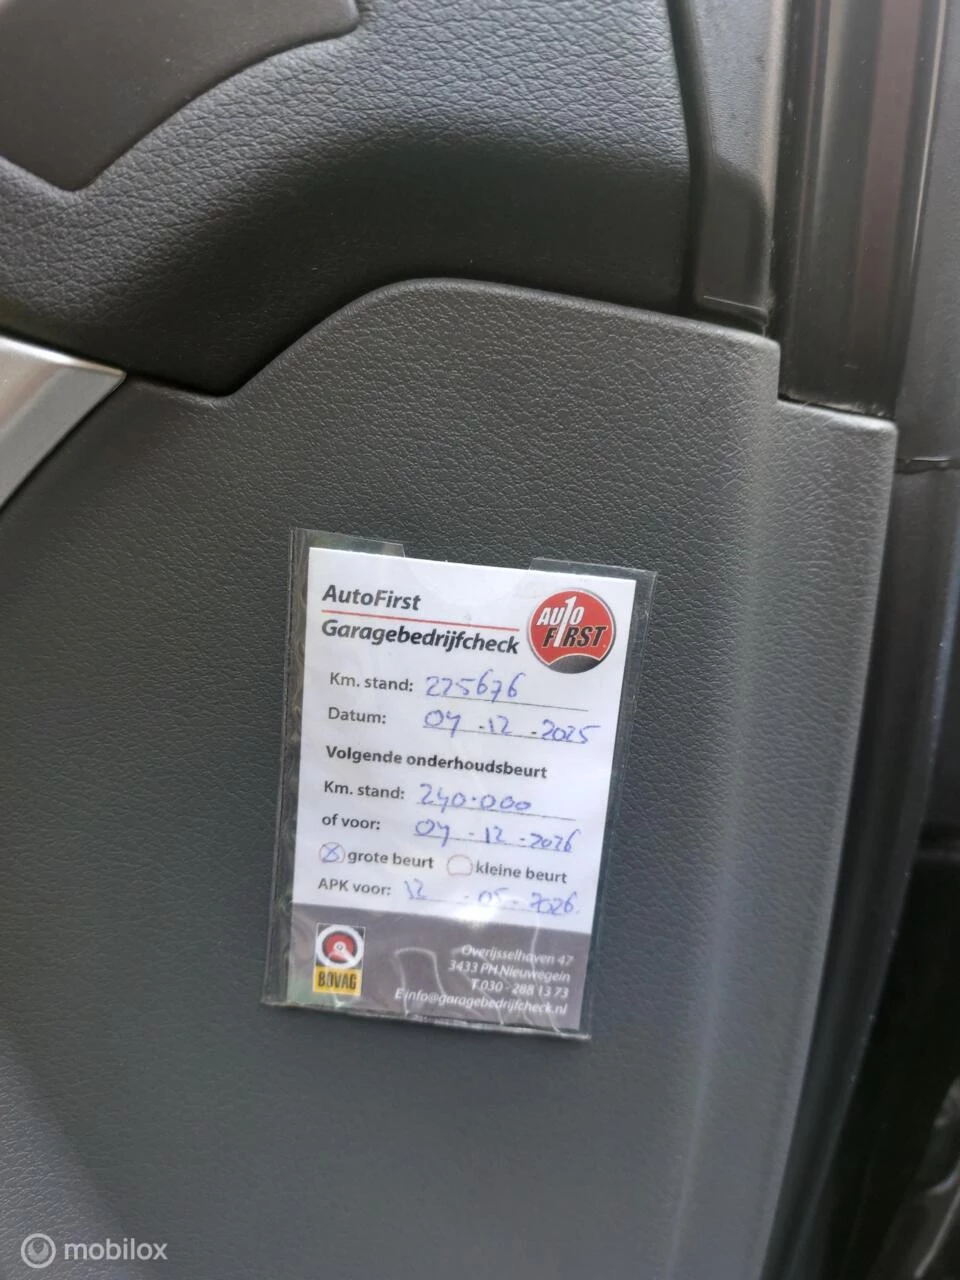 AutoFirst
Garagebedrijfcheck
AUTO FIRST
Km. stand: 225676
Datum: 04-12-2025
Volgende onderhoudsbeurt
Km. stand: 240.000
of voor: 04-12-2026
grote beurt kleine beurt
APK voor: 12-05-2026.
BOVAG
Overijsselhaven 47
3433 PH Nieuwegein
T.030 - 288 13 73
E info@garagebedrijfcheck.nl
mobilox